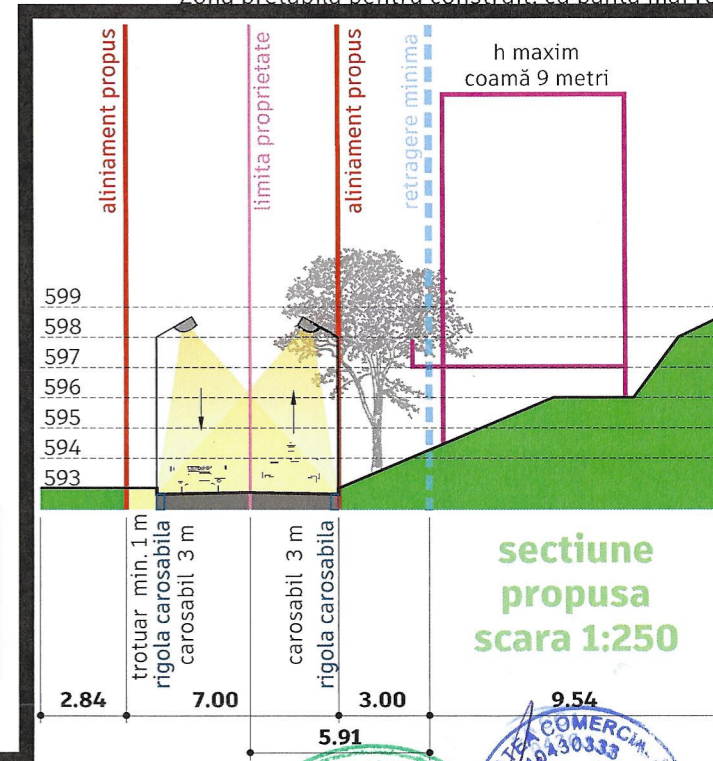 aliniament propus
limita proprietate
aliniament propus
retragere minima
h maxim
coamă 9 metri
599
598
597
596
595
594
593
trotuar min. 1 m
rigola carosabila
carosabil 3 m
carosabil 3 m
rigola carosabila
sectiune
propusa
scara 1:250
2.84
7.00
3.00
9.54
5.91